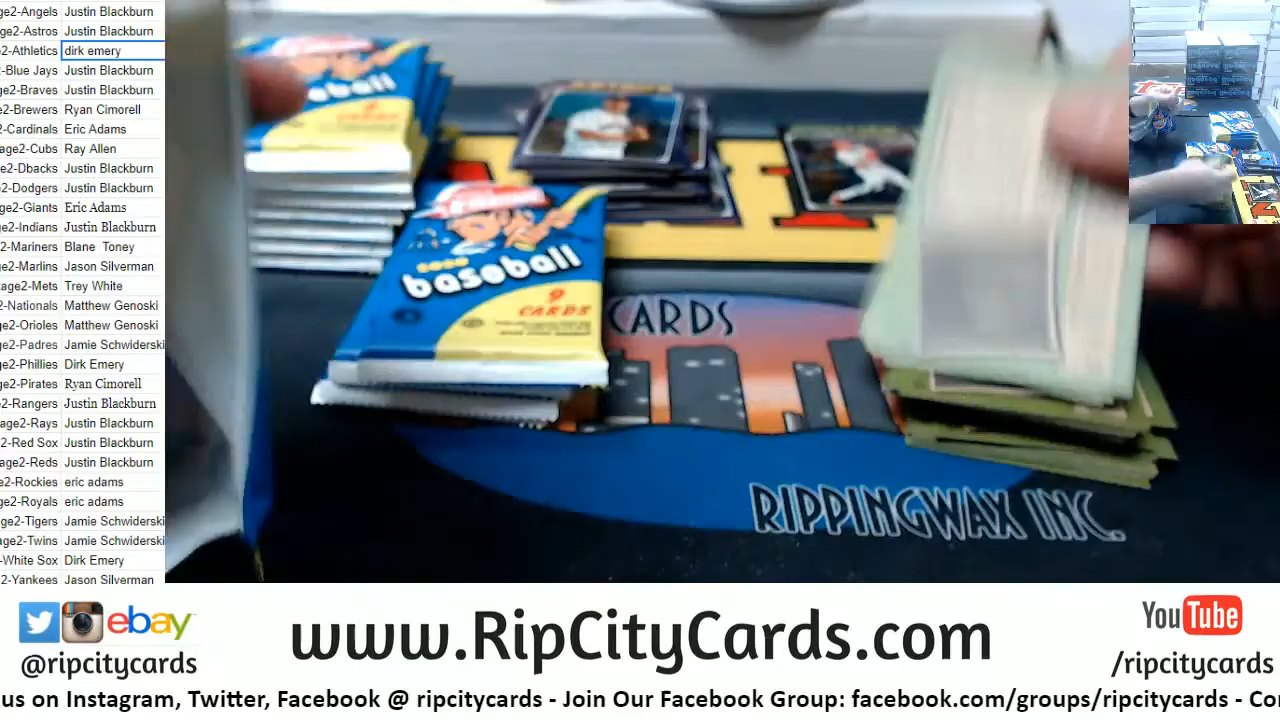 ge2-Angels Justin Blackburn
ge2-Astros Justin Blackburn
2-Athletics dirk emery
-Blue Jays Justin Blackburn
ge2-Braves Justin Blackburn
ge2-Brewers Ryan Cimorell
-Cardinals Eric Adams
age2-Cubs Ray Allen
ge2-Dbacks Justin Blackburn
2-Dodgers Justin Blackburn
ge2-Giants Eric Adams
ge2-Indians Justin Blackburn
2-Mariners Blane Toney
ge2-Marlins Jason Silverman
age2-Mets Trey White
2-Nationals Matthew Genoski
e2-Orioles Matthew Genoski
e2-Padres Jamie Schwiderski
e2-Phillies Dirk Emery
e2-Pirates Ryan Cimorell
e2-Rangers Justin Blackburn
age2-Rays Justin Blackburn
2-Red Sox Justin Blackburn
age2-Reds Justin Blackburn
e2-Rockies eric adams
e2-Royals eric adams
ge2-Tigers Jamie Schwiderski
age2-Twins Jamie Schwiderski
-White Sox Dirk Emery
2-Yankees Jason Silverman
baseball
2020
baseball
9
CARDS
CARDS
RIPPINGWAX INC.
ebay
@ripcitycards
www.RipCityCards.com
YouTube
/ripcitycards
us on Instagram, Twitter, Facebook @ ripcitycards - Join Our Facebook Group: facebook.com/groups/ripcitycards - Co